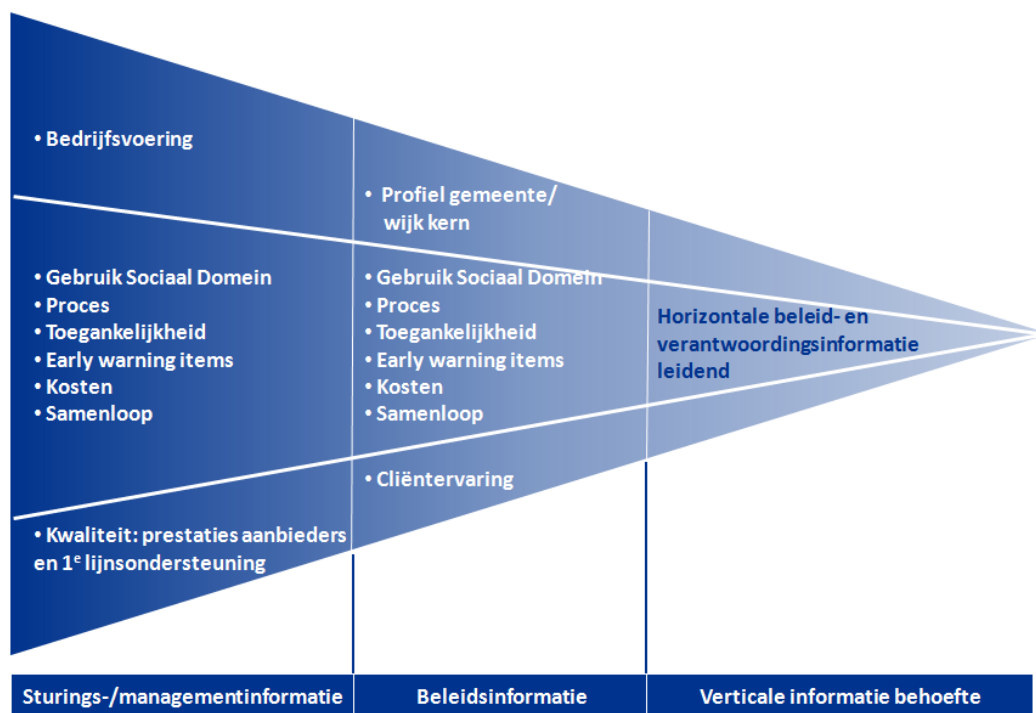 • Bedrijfsvoering
• Gebruik Sociaal Domein
• Proces
• Toegankelijkheid
• Early warning items
• Kosten
• Samenloop
• Kwaliteit: prestaties aanbieders
en 1e lijnsondersteuning
• Profiel gemeente/
wijk kern
• Gebruik Sociaal Domein
• Proces
• Toegankelijkheid
• Early warning items
• Kosten
• Samenloop
• Cliëntervaring
Horizontale beleid- en
verantwoordingsinformatie
leidend
Sturings-/managementinformatie
Beleidsinformatie
Verticale informatie behoefte